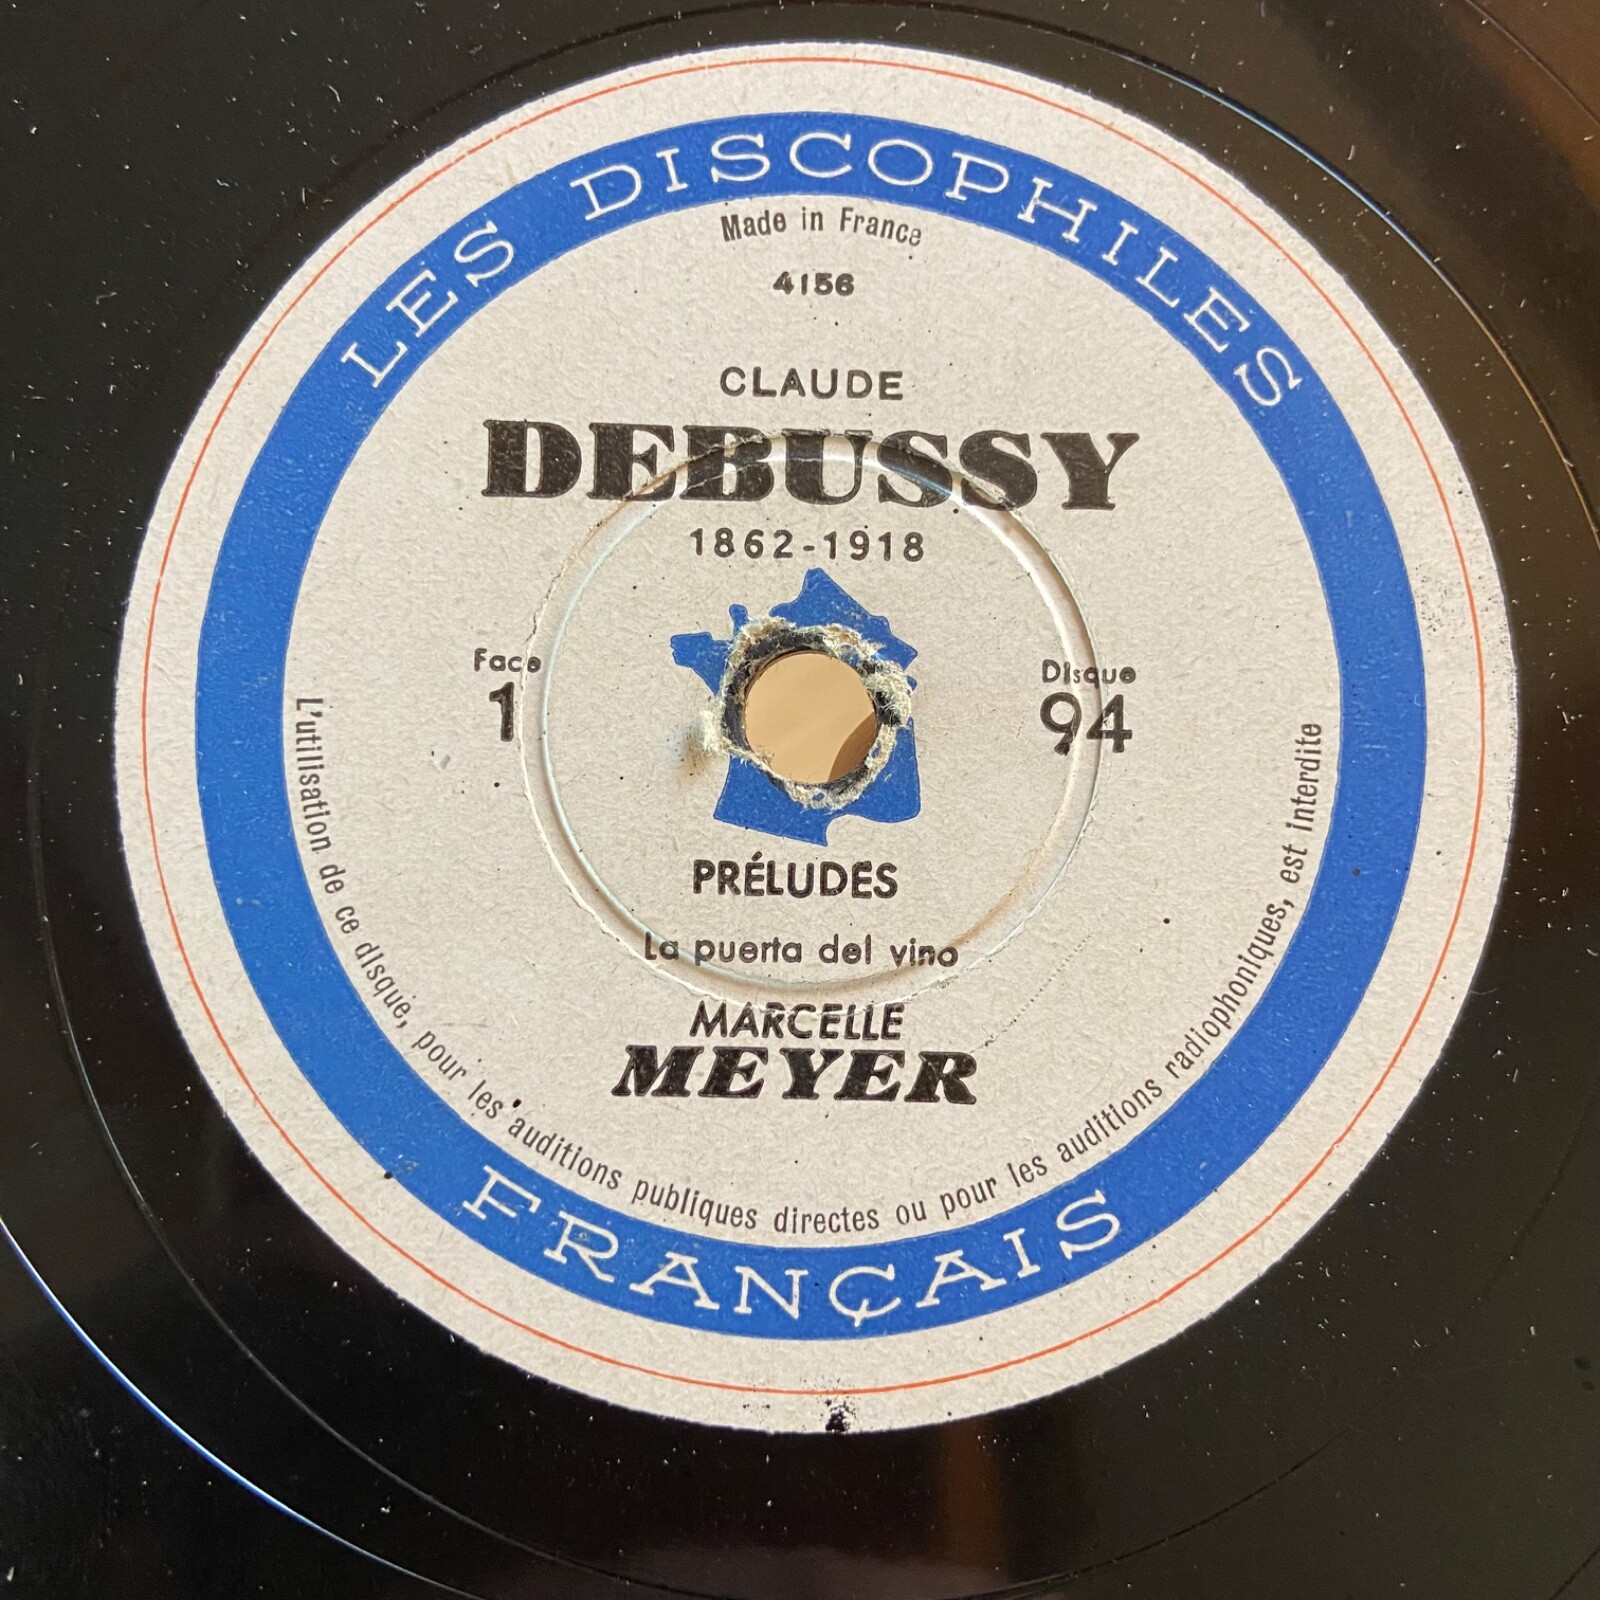 LES DISCOPHILES
Made in France
4156
CLAUDE
DEBUSSY
1862-1918
Face
1
Disque
94
PRÉLUDES
La puerta del vino
MARCELLE
MEYER
L'utilisation de ce disque, pour les auditions publiques directes ou pour les auditions radiophoniques, est interdite
FRANÇAIS